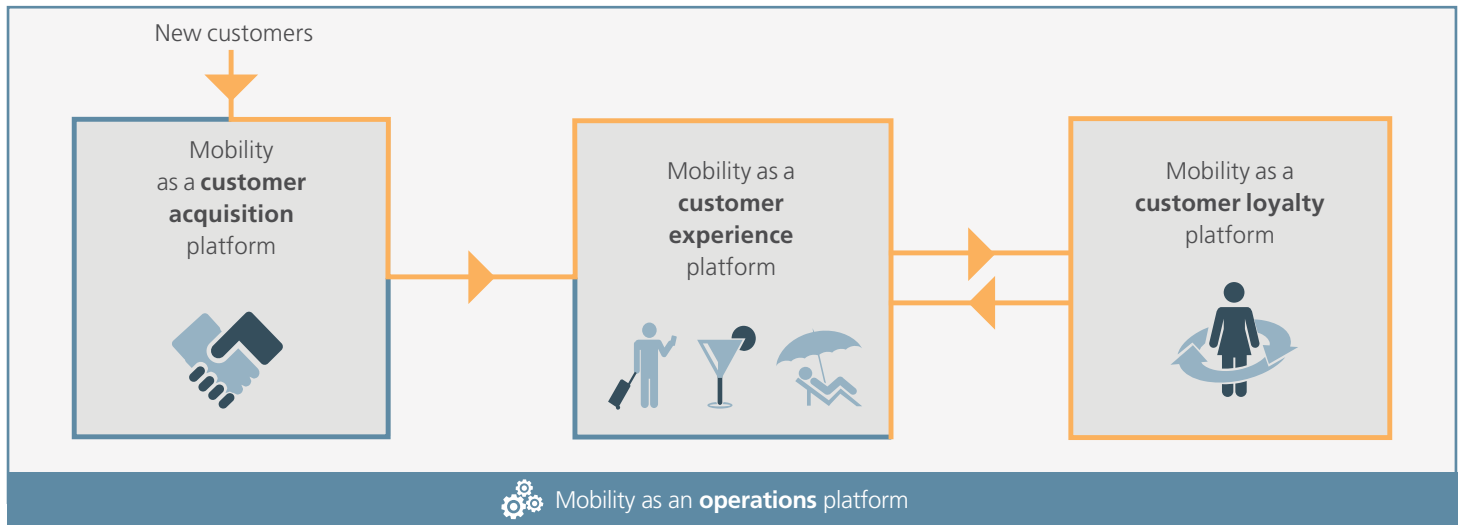 New customers
Mobility
as a customer
acquisition
platform
Mobility as a
customer
experience
platform
Mobility as a
customer loyalty
platform
Mobility as an operations platform